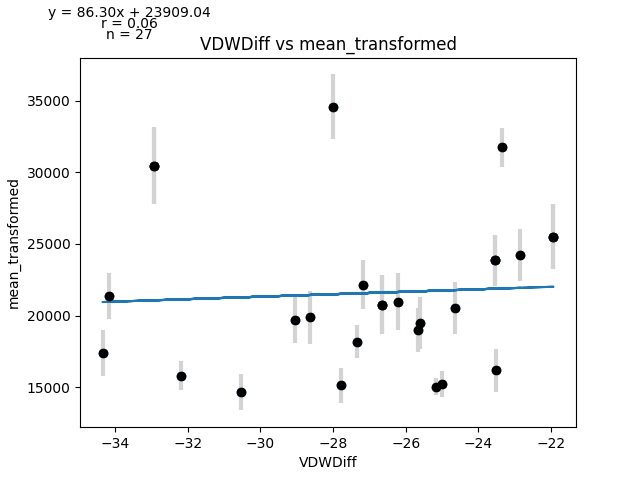 y = 86.30x + 23909.04
r = 0.06
n = 27
VDWDiff vs mean_transformed
35000
30000
25000
20000
15000
mean_transformed
−34
−32
−30
−28
−26
−24
−22
VDWDiff